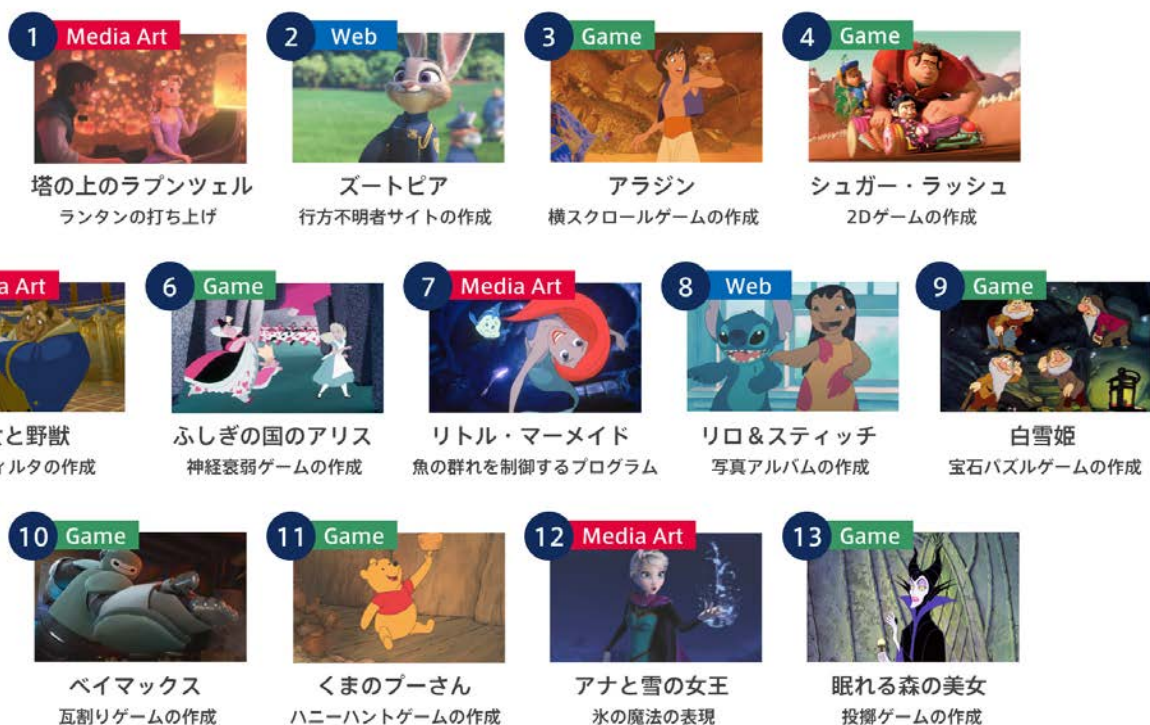 1 Media Art
塔の上のラプンツェル
ランタンの打ち上げ
2 Web
ズートピア
行方不明者サイトの作成
3 Game
アラジン
横スクロールゲームの作成
4 Game
シュガー・ラッシュ
2Dゲームの作成
a Art
と野獣
ィルタの作成
6 Game
ふしぎの国のアリス
神経衰弱ゲームの作成
7 Media Art
リトル・マーメイド
魚の群れを制御するプログラム
8 Web
リロ&スティッチ
写真アルバムの作成
9 Game
白雪姫
宝石パズルゲームの作成
10 Game
ベイマックス
瓦割りゲームの作成
11 Game
くまのプーさん
ハニーハントゲームの作成
12 Media Art
アナと雪の女王
氷の魔法の表現
13 Game
眠れる森の美女
投擲ゲームの作成